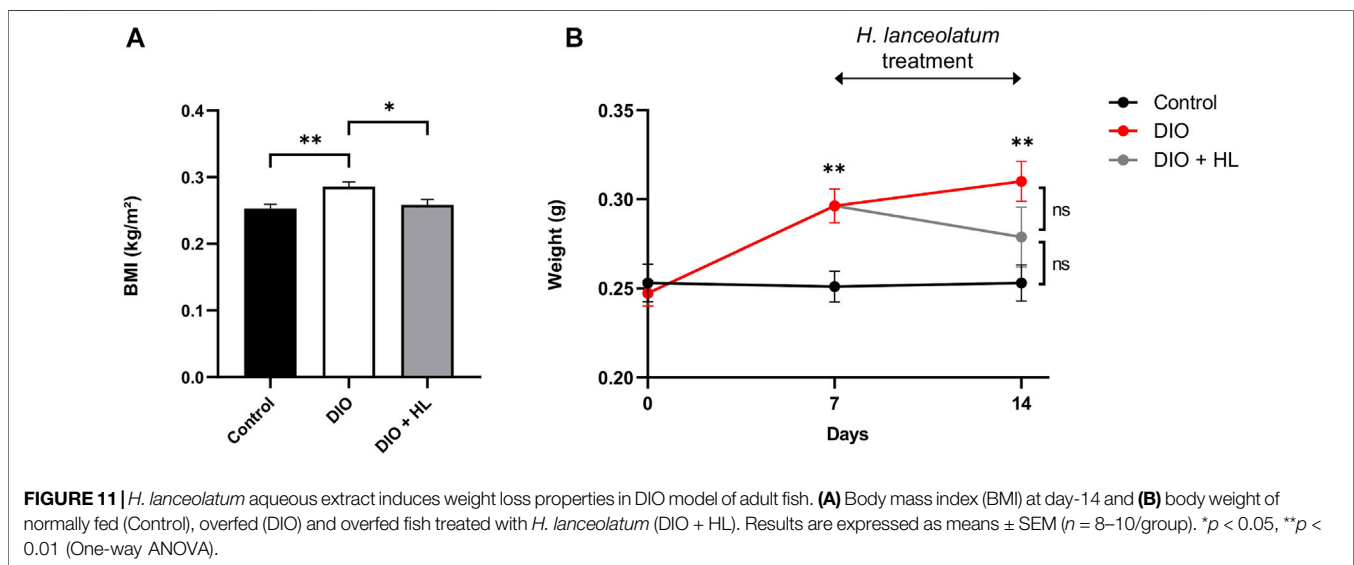 A
B
H. lanceolatum
treatment
Control
DIO
DIO + HL
**
*
BMI (kg/m²)
0.4
0.3
0.2
0.1
0.0
Control
DIO
DIO + HL
Weight (g)
0.35
0.30
0.25
0.20
**
**
ns
ns
0
7
14
Days
FIGURE 11 | H. lanceolatum aqueous extract induces weight loss properties in DIO model of adult fish. (A) Body mass index (BMI) at day-14 and (B) body weight of
normally fed (Control), overfed (DIO) and overfed fish treated with H. lanceolatum (DIO + HL). Results are expressed as means ± SEM (n = 8–10/group). *p < 0.05, **p <
0.01 (One-way ANOVA).